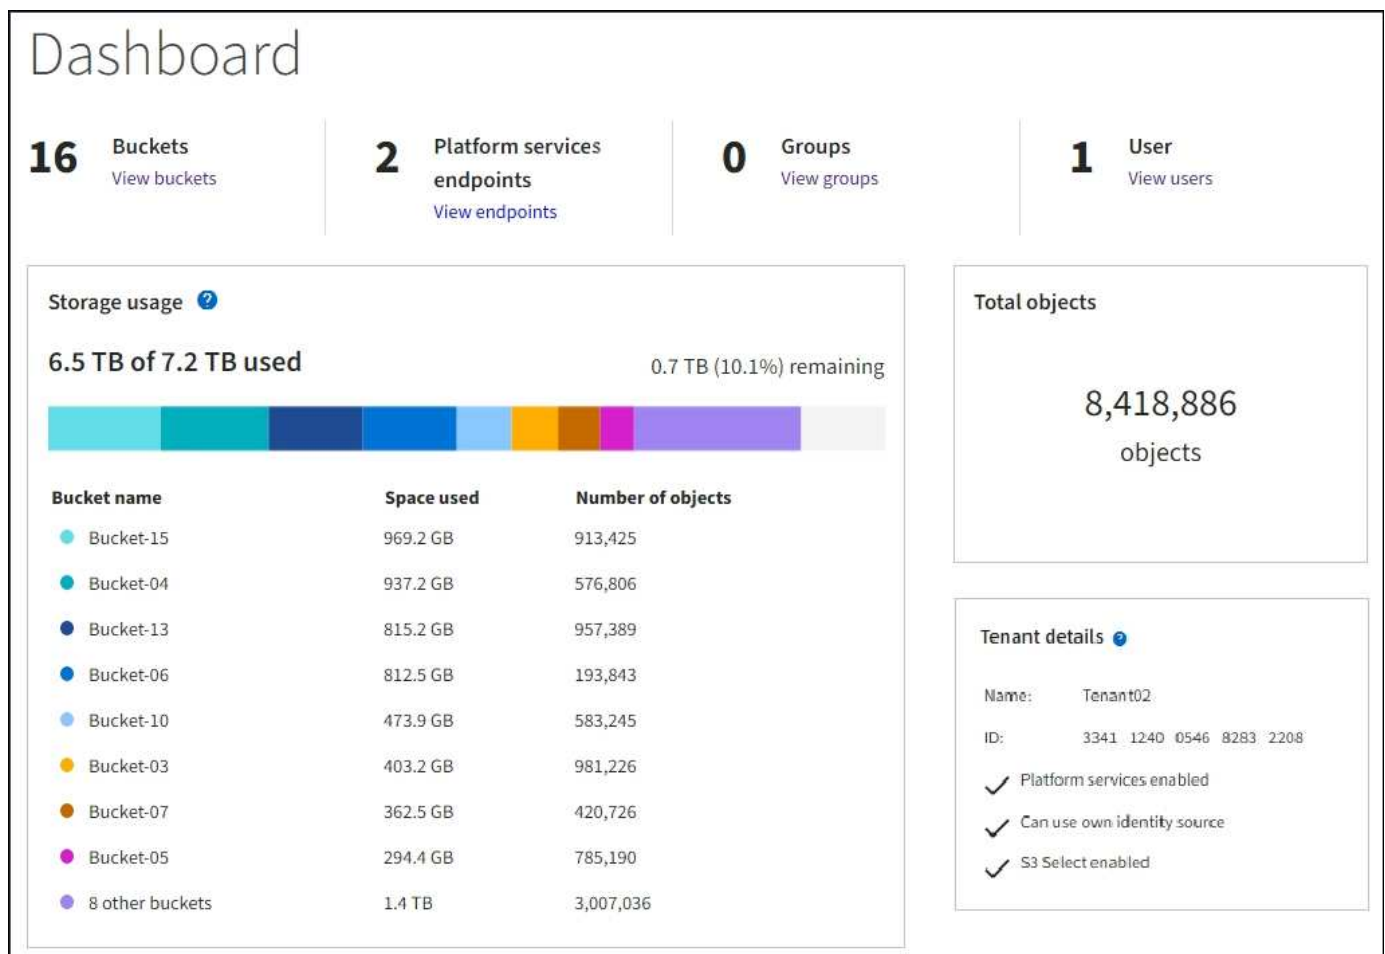 Dashboard
16 Buckets
View buckets
2 Platform services
endpoints
View endpoints
0 Groups
View groups
1 User
View users
Storage usage ?
6.5 TB of 7.2 TB used 0.7 TB (10.1%) remaining
Bucket name Space used Number of objects
Bucket-15 969.2 GB 913,425
Bucket-04 937.2 GB 576,806
Bucket-13 815.2 GB 957,389
Bucket-06 812.5 GB 193,843
Bucket-10 473.9 GB 583,245
Bucket-03 403.2 GB 981,226
Bucket-07 362.5 GB 420,726
Bucket-05 294.4 GB 785,190
8 other buckets 1.4 TB 3,007,036
Total objects
8,418,886
objects
Tenant details ?
Name: Tenant02
ID: 3341 1240 0546 8283 2208
Platform services enabled
Can use own identity source
S3 Select enabled